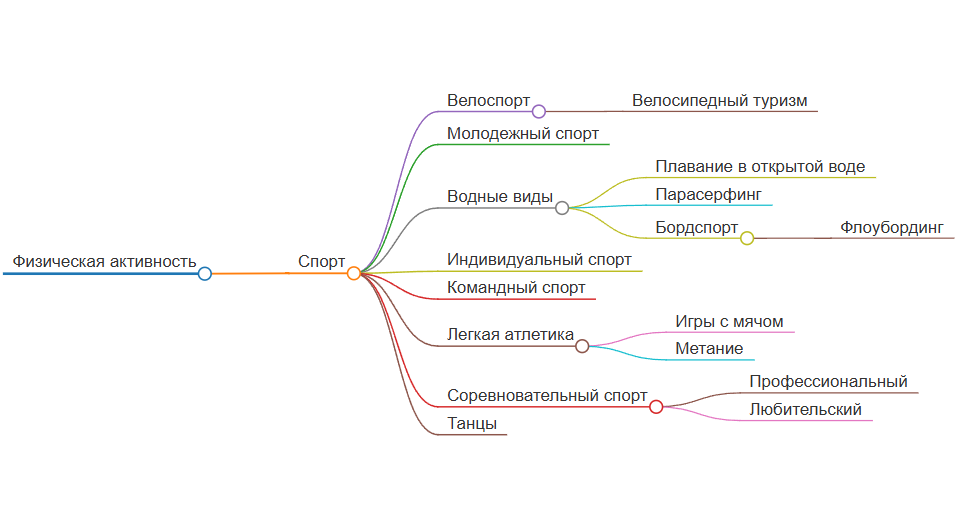 Физическая активность
Спорт
Велоспорт
Велосипедный туризм
Молодежный спорт
Водные виды
Плавание в открытой воде
Парасерфинг
Бордспорт
Флоубординг
Индивидуальный спорт
Командный спорт
Легкая атлетика
Игры с мячом
Метание
Соревновательный спорт
Профессиональный
Любительский
Танцы